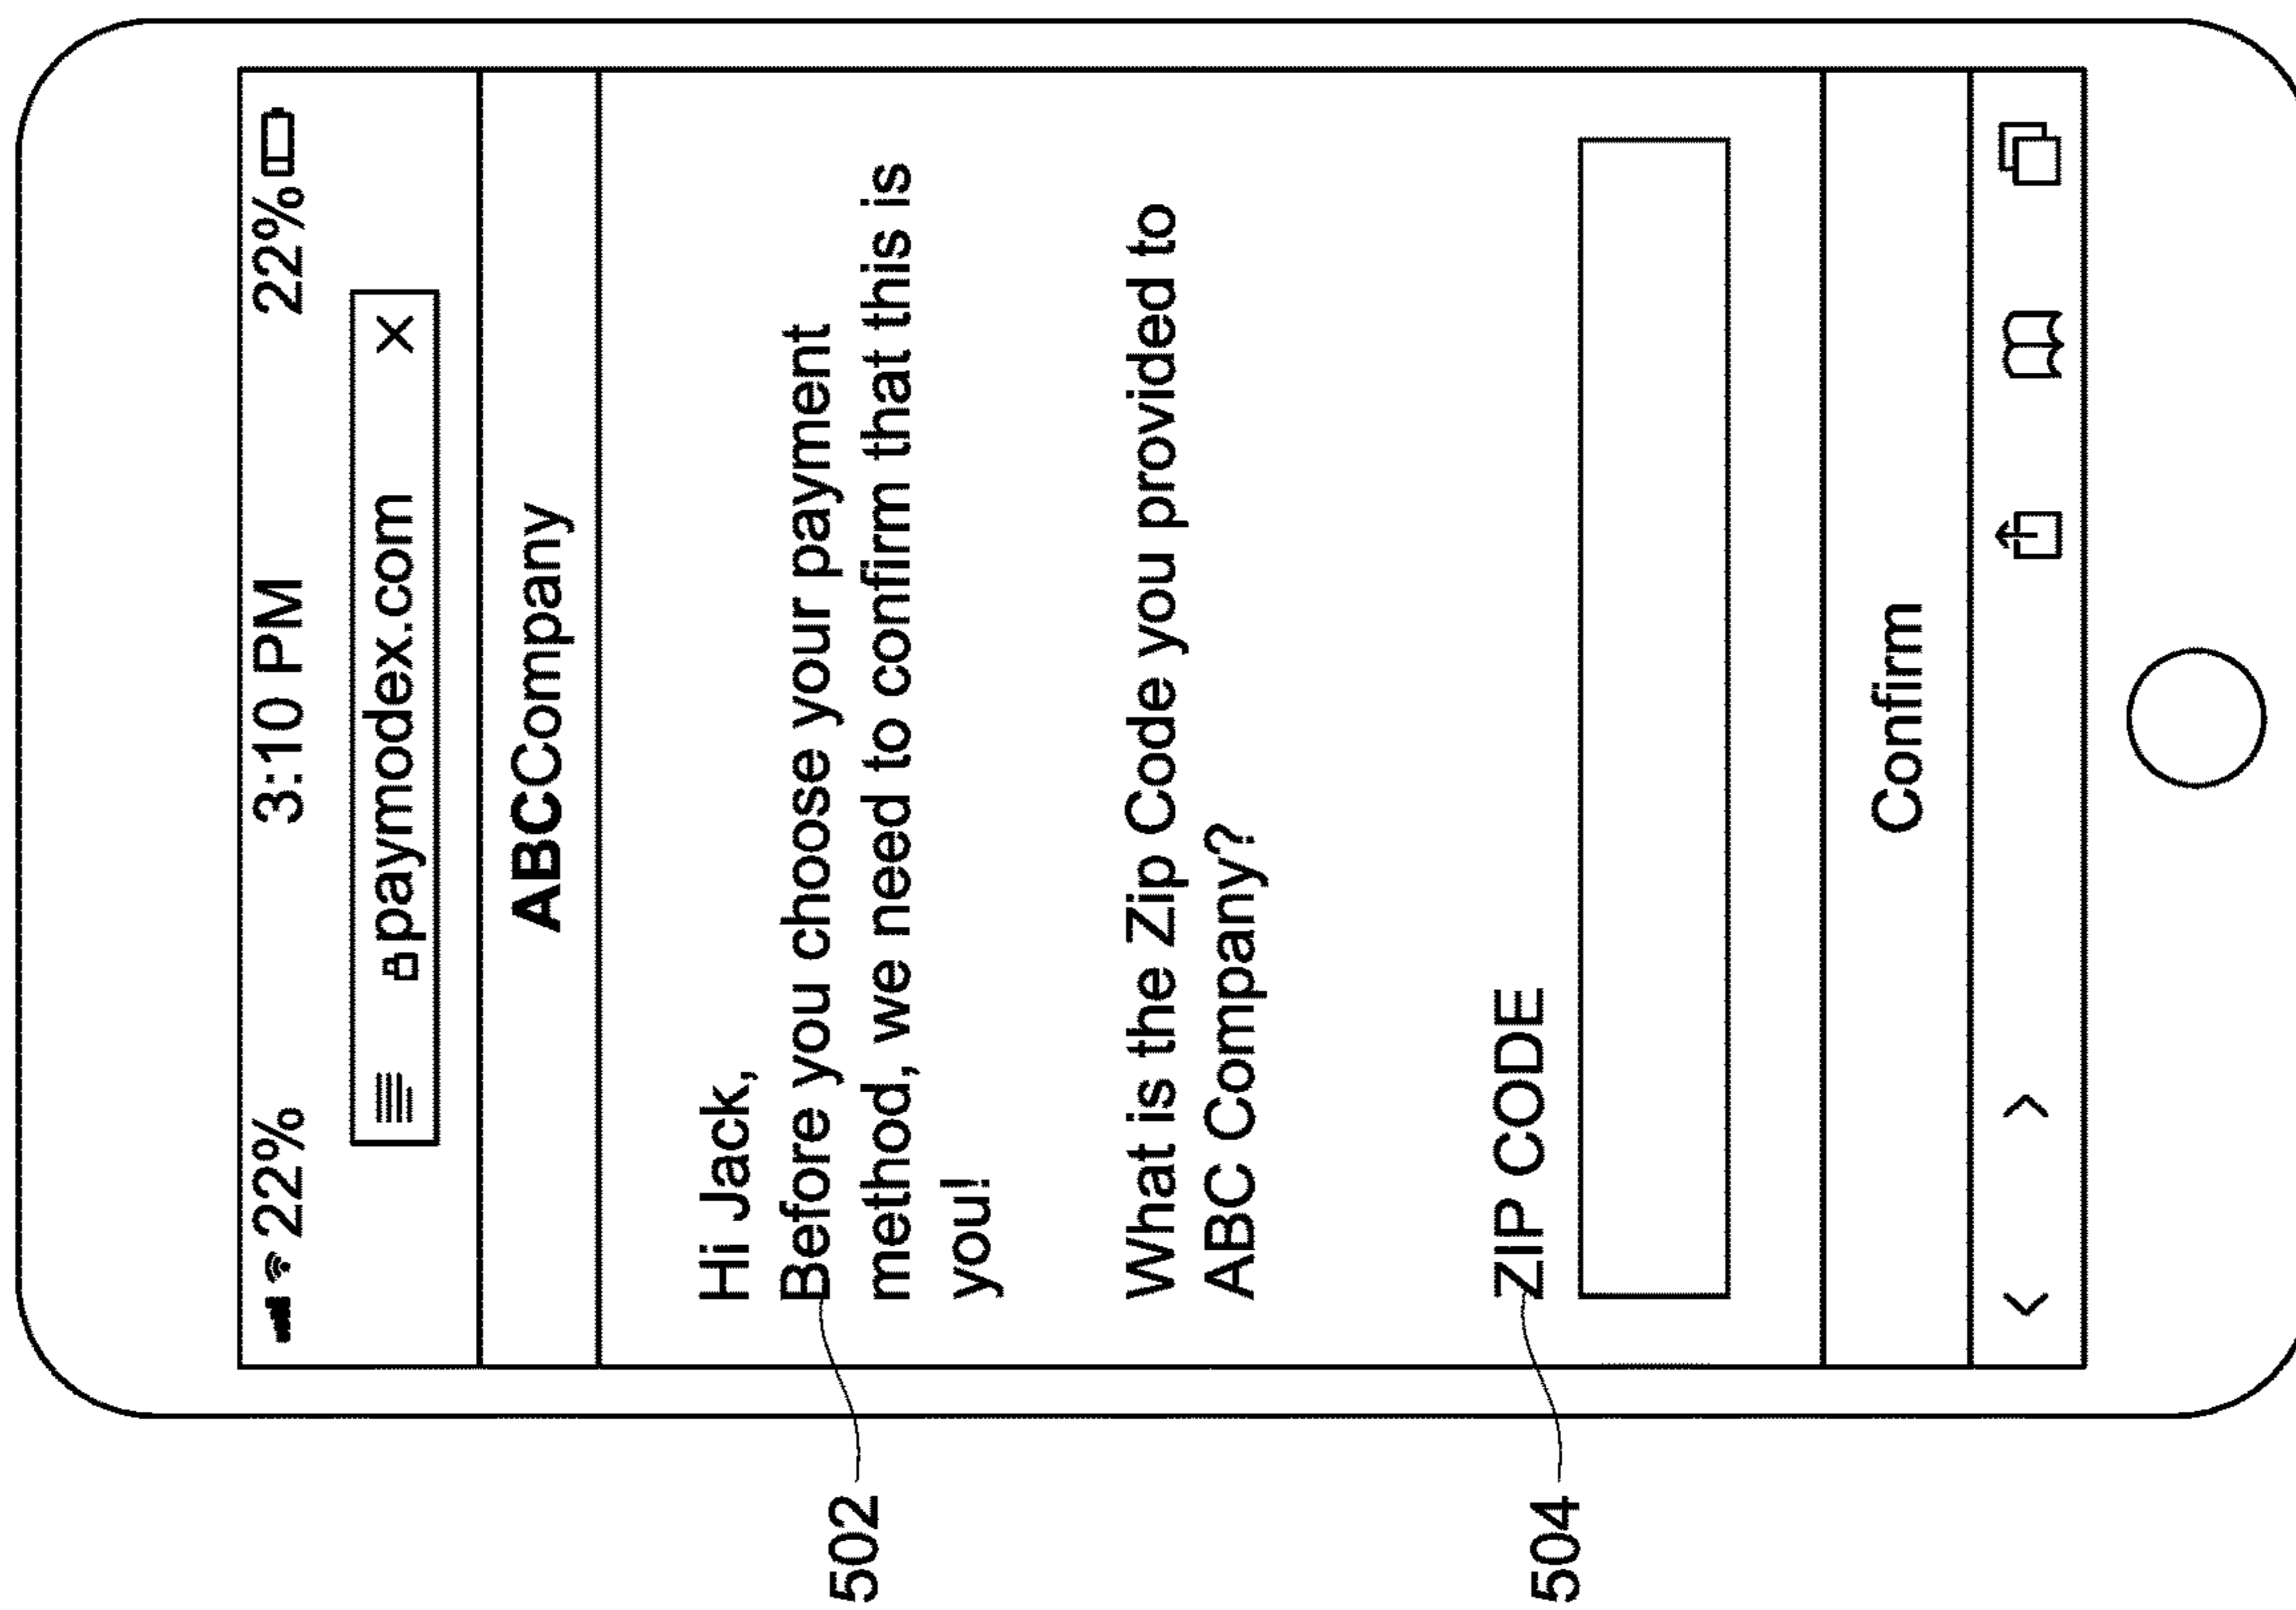 22% 3:10 PM 22%
paymodex.com
ABCCompany
Hi Jack,
Before you choose your payment
method, we need to confirm that this is
you!
What is the Zip Code you provided to
ABC Company?
ZIP CODE
Confirm
502
504